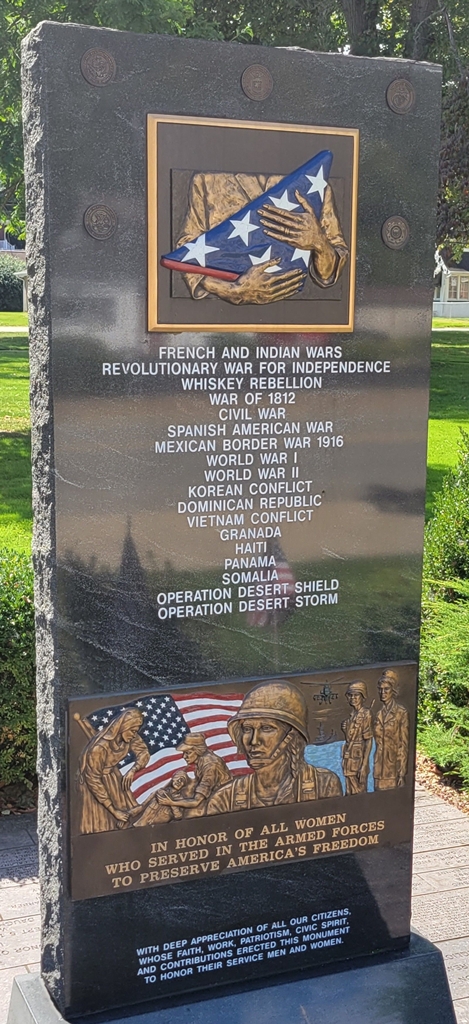 FRENCH AND INDIAN WARS
REVOLUTIONARY WAR FOR INDEPENDENCE
WHISKEY REBELLION
WAR OF 1812
CIVIL WAR
SPANISH AMERICAN WAR
MEXICAN BORDER WAR 1916
WORLD WAR I
WORLD WAR II
KOREAN CONFLICT
DOMINICAN REPUBLIC
VIETNAM CONFLICT
GRANADA
HAITI
PANAMA
SOMALIA
OPERATION DESERT SHIELD
OPERATION DESERT STORM
IN HONOR OF ALL WOMEN
WHO SERVED IN THE ARMED FORCES
TO PRESERVE AMERICA'S FREEDOM
WITH DEEP APPRECIATION OF ALL OUR CITIZENS,
WHOSE FAITH, WORK, PATRIOTISM, CIVIC SPIRIT,
AND CONTRIBUTIONS ERECTED THIS MONUMENT
TO HONOR THEIR SERVICE MEN AND WOMEN.